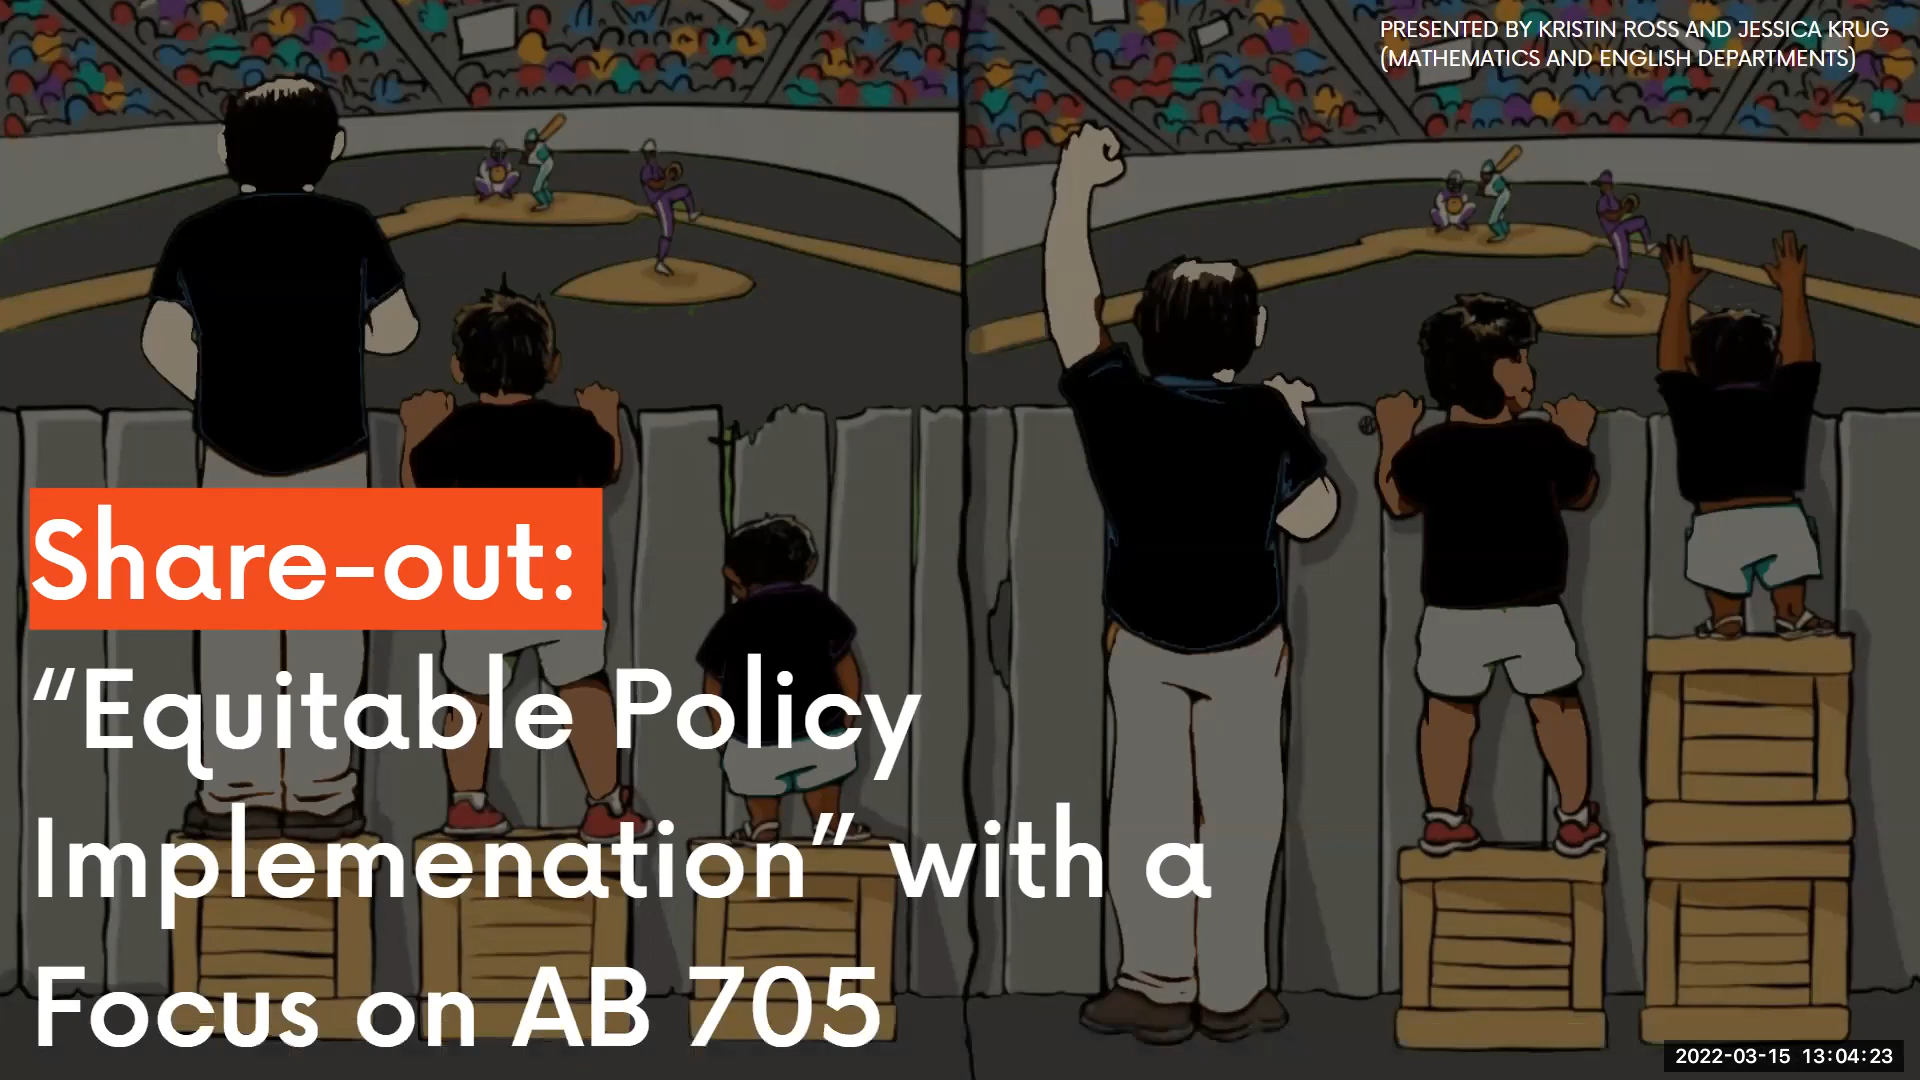 PRESENTED BY KRISTIN ROSS AND JESSICA KRUG
(MATHEMATICS AND ENGLISH DEPARTMENTS)
Share-out:
“Equitable Policy
Implemenation” with a
Focus on AB 705
2022-03-15 13:04:23